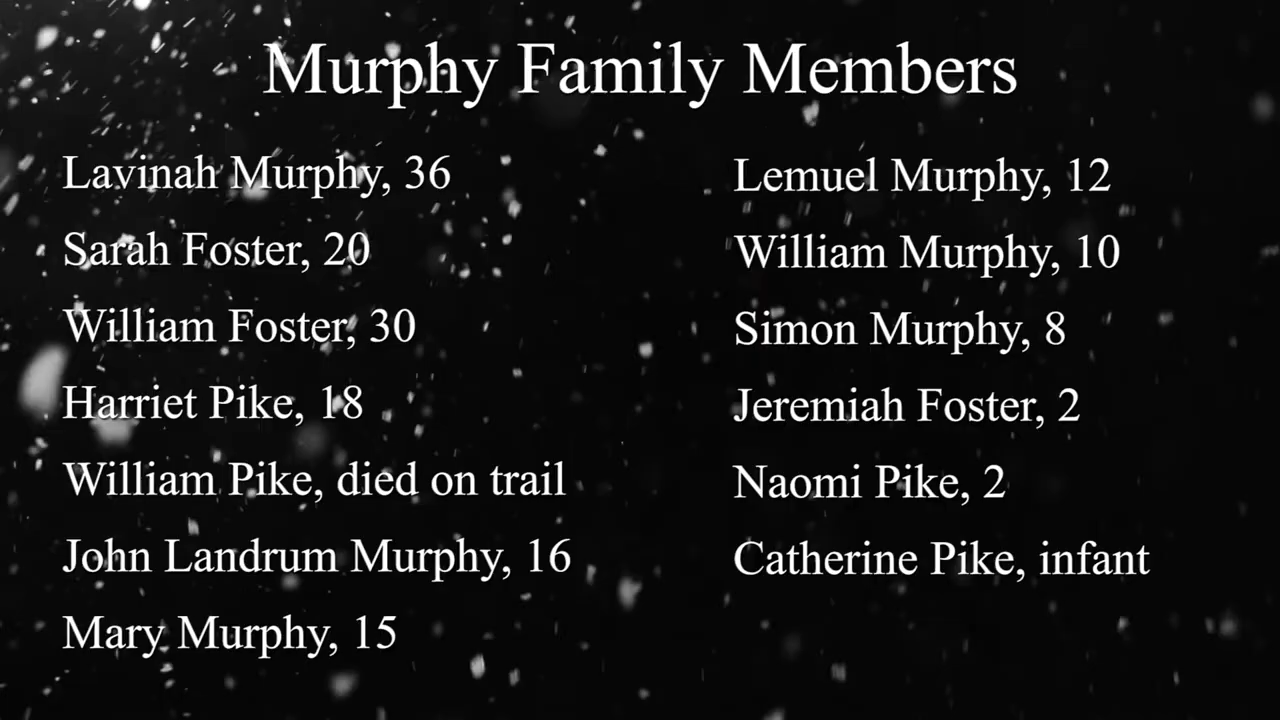 Murphy Family Members
Lavinah Murphy, 36
Sarah Foster, 20
William Foster, 30
Harriet Pike, 18
William Pike, died on trail
John Landrum Murphy, 16
Mary Murphy, 15
Lemuel Murphy, 12
William Murphy, 10
Simon Murphy, 8
Jeremiah Foster, 2
Naomi Pike, 2
Catherine Pike, infant